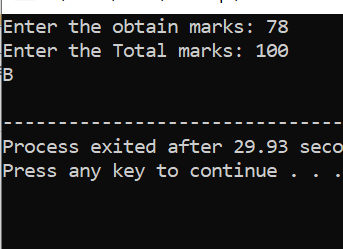 Enter the obtain marks: 78
Enter the Total marks: 100
B
--------------------------------
Process exited after 29.93 seco
Press any key to continue . . .